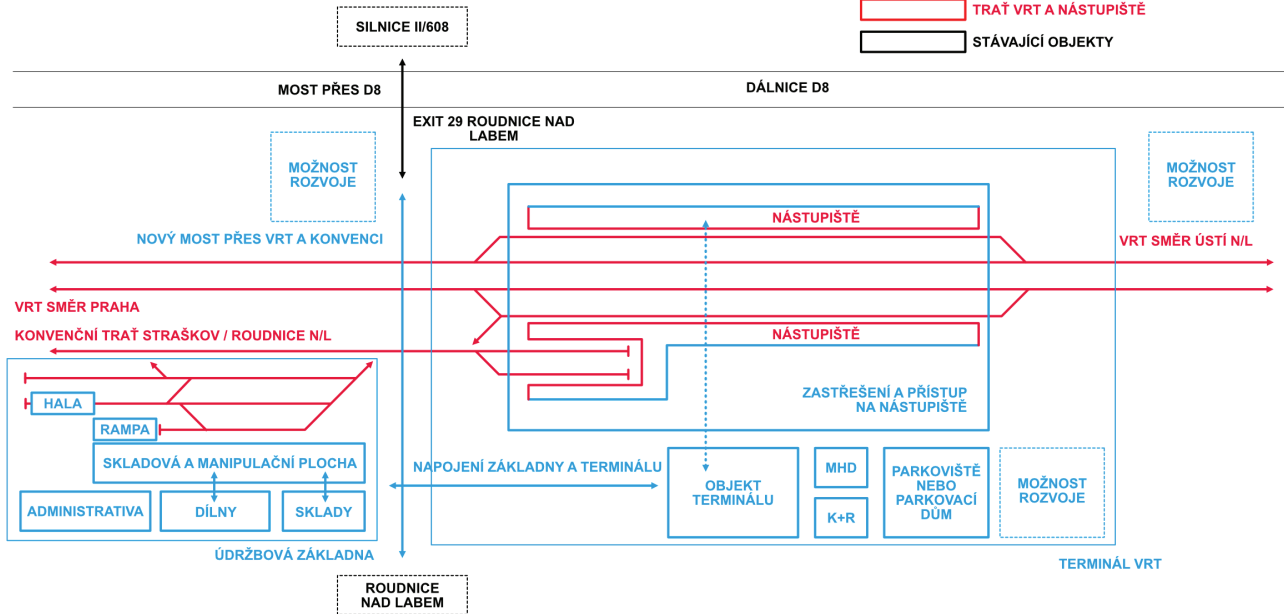 TRAŤ VRT A NÁSTUPIŠTĚ
SILNICE II/608
STÁVAJÍCÍ OBJEKTY
MOST PŘES D8
DÁLNICE D8
EXIT 29 ROUDNICE NAD
LABEM
MOŽNOST
ROZVOJE
MOŽNOST
ROZVOJE
NÁSTUPIŠTĚ
NOVÝ MOST PŘES VRT A KONVENCI
VRT SMĚR ÚSTÍ N/L
VRT SMĚR PRAHA
KONVENČNÍ TRAŤ STRAŠKOV / ROUDNICE N/L
NÁSTUPIŠTĚ
ZASTŘEŠENÍ A PŘÍSTUP
NA NÁSTUPIŠTĚ
HALA
RAMPA
SKLADOVÁ A MANIPULAČNÍ PLOCHA
NAPOJENÍ ZÁKLADNY A TERMINÁLU
ADMINISTRATIVA
DÍLNY
SKLADY
OBJEKT
TERMINÁLU
MHD
K+R
PARKOVIŠTĚ
NEBO
PARKOVACÍ
DŮM
MOŽNOST
ROZVOJE
ÚDRŽBOVÁ ZÁKLADNA
TERMINÁL VRT
ROUDNICE
NAD LABEM